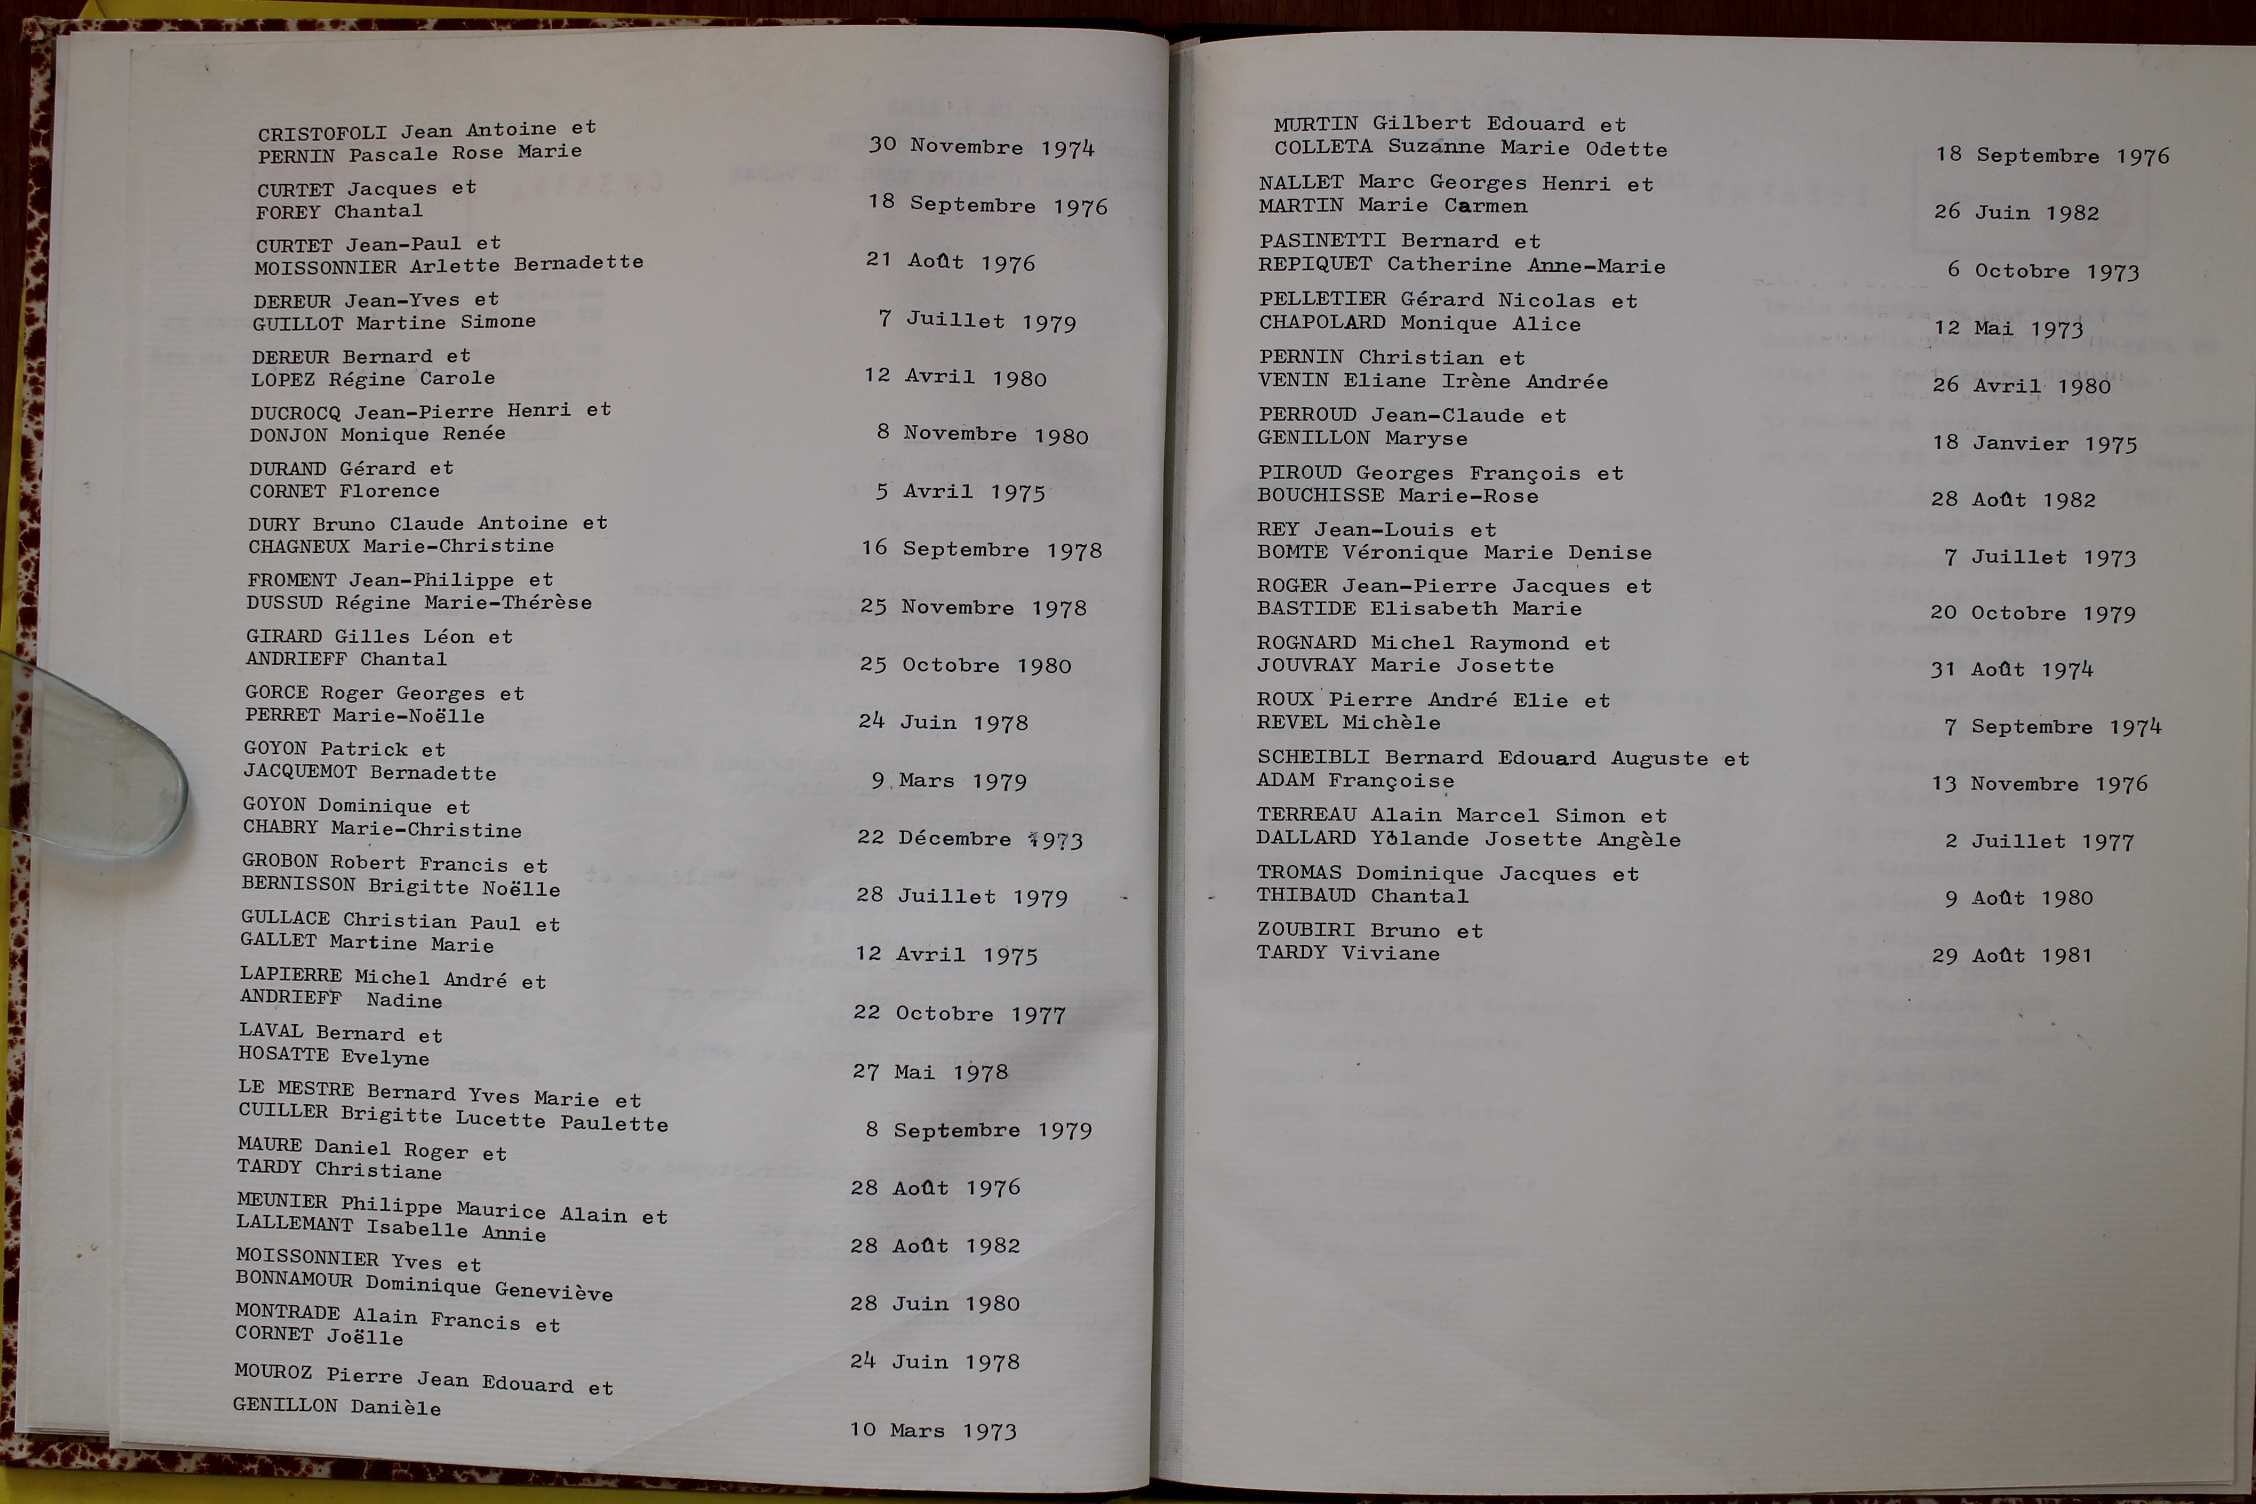 CRISTOFOLI Jean Antoine et
PERNIN Pascale Rose Marie 30 Novembre 1974
CURTET Jacques et
FOREY Chantal 18 Septembre 1976
CURTET Jean-Paul et
MOISSONNIER Arlette Bernadette 21 Août 1976
DEREUR Jean-Yves et
GUILLOT Martine Simone 7 Juillet 1979
DEREUR Bernard et
LOPEZ Régine Carole 12 Avril 1980
DUCROCQ Jean-Pierre Henri et
DONJON Monique Renée 8 Novembre 1980
DURAND Gérard et
CORNET Florence 5 Avril 1975
DURY Bruno Claude Antoine et
CHAGNEUX Marie-Christine 16 Septembre 1978
FROMENT Jean-Philippe et
DUSSUD Régine Marie-Thérèse 25 Novembre 1978
GIRARD Gilles Léon et
ANDRIEFF Chantal 25 Octobre 1980
GORCE Roger Georges et
PERRET Marie-Noëlle 24 Juin 1978
GOYON Patrick et
JACQUEMOT Bernadette 9 Mars 1979
GOYON Dominique et
CHABRY Marie-Christine 22 Décembre 1973
GROBON Robert Francis et
BERNISSON Brigitte Noëlle 28 Juillet 1979
GULLACE Christian Paul et
GALLET Martine Marie 12 Avril 1975
LAPIERRE Michel André et
ANDRIEFF Nadine 22 Octobre 1977
LAVAL Bernard et
HOSATTE Evelyne 27 Mai 1978
LE MESTRE Bernard Yves Marie et
CUILLER Brigitte Lucette Paulette 8 Septembre 1979
MAURE Daniel Roger et
TARDY Christiane 28 Août 1976
MEUNIER Philippe Maurice Alain et
LALLEMANT Isabelle Annie 28 Août 1982
MOISSONNIER Yves et
BONNAMOUR Dominique Geneviève 28 Juin 1980
MONTRADE Alain Francis et
CORNET Joëlle 24 Juin 1978
MOUROZ Pierre Jean Edouard et
GENILLON Danièle 10 Mars 1973
MURTIN Gilbert Edouard et
COLLETA Suzanne Marie Odette 18 Septembre 1976
NALLET Marc Georges Henri et
MARTIN Marie Carmen 26 Juin 1982
PASINETTI Bernard et
REPIQUET Catherine Anne-Marie 6 Octobre 1973
PELLETIER Gérard Nicolas et
CHAPOLARD Monique Alice 12 Mai 1973
PERNIN Christian et
VENIN Eliane Irène Andrée 26 Avril 1980
PERROUD Jean-Claude et
GENILLON Maryse 18 Janvier 1975
PIROUD Georges François et
BOUCHISSE Marie-Rose 28 Août 1982
REY Jean-Louis et
BOMTE Véronique Marie Denise 7 Juillet 1973
ROGER Jean-Pierre Jacques et
BASTIDE Elisabeth Marie 20 Octobre 1979
ROGNARD Michel Raymond et
JOUVRAY Marie Josette 31 Août 1974
ROUX Pierre André Elie et
REVEL Michèle 7 Septembre 1974
SCHEIBLI Bernard Edouard Auguste et
ADAM Françoise 13 Novembre 1976
TERREAU Alain Marcel Simon et
DALLARD Yolande Josette Angèle 2 Juillet 1977
TROMAS Dominique Jacques et
THIBAUD Chantal 9 Août 1980
ZOUBIRI Bruno et
TARDY Viviane 29 Août 1981